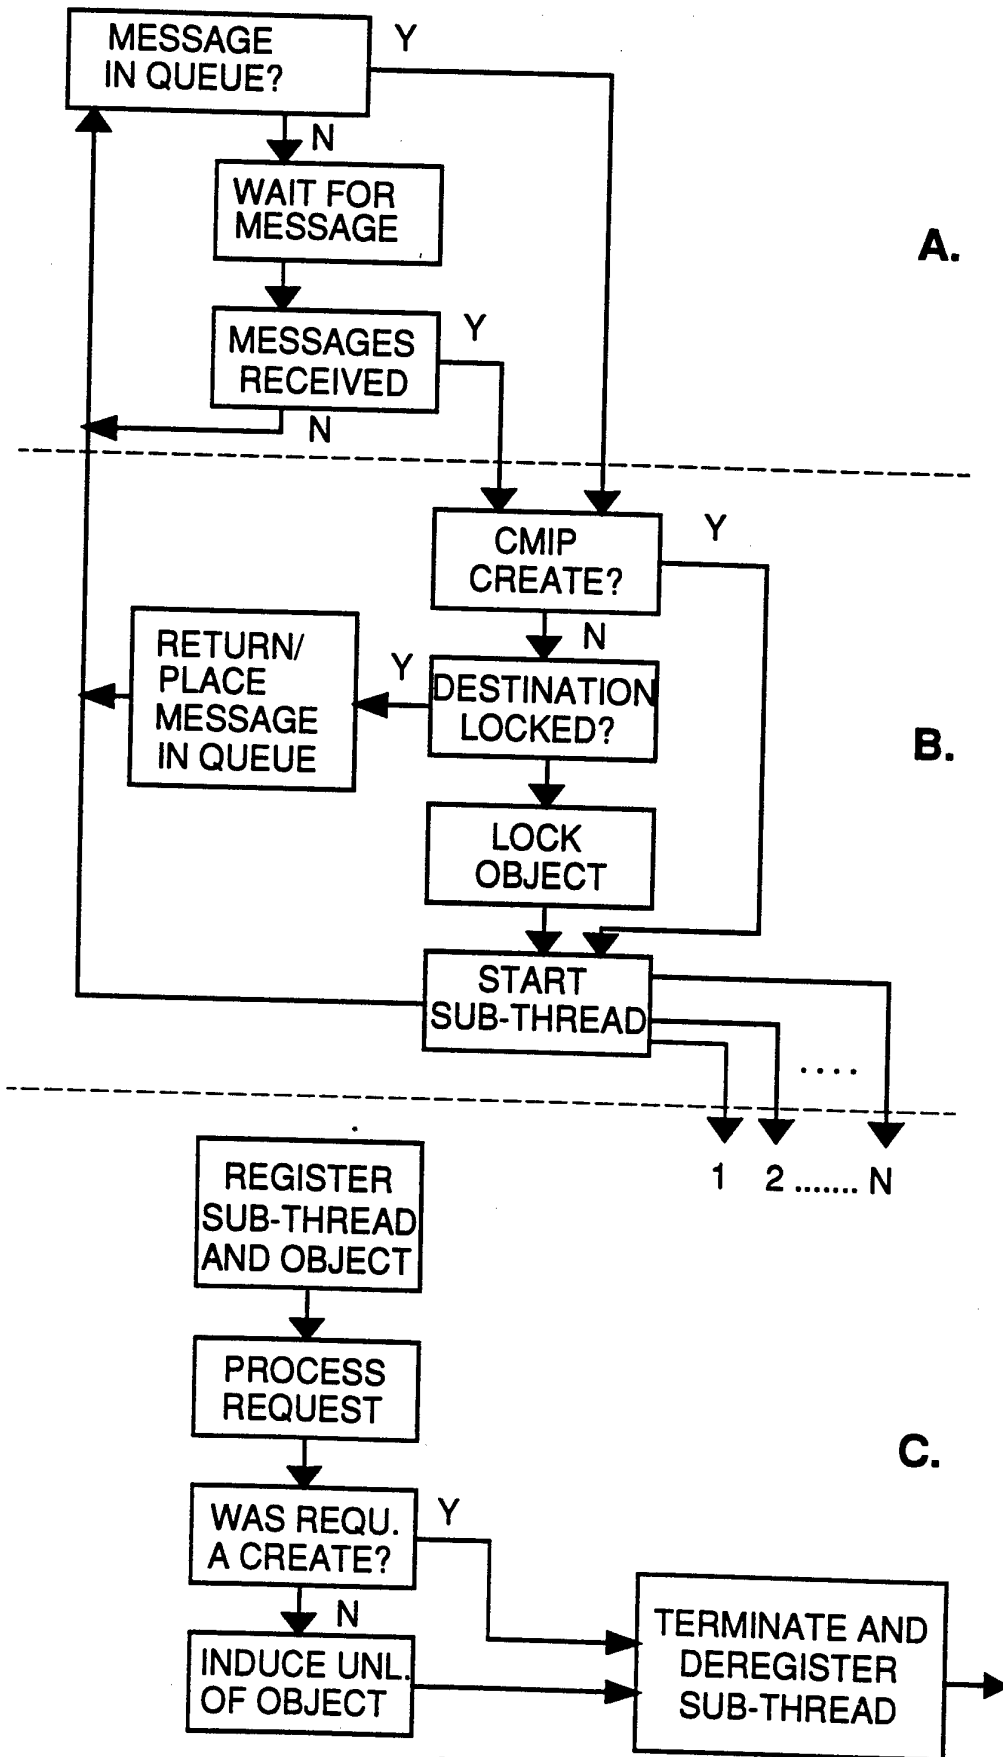 MESSAGE
IN QUEUE?
Y
N
WAIT FOR
MESSAGE
A.
MESSAGES
RECEIVED
Y
N
CMIP
CREATE?
Y
N
RETURN/
PLACE
MESSAGE
IN QUEUE
Y
DESTINATION
LOCKED?
B.
LOCK
OBJECT
START
SUB-THREAD
....
1 2 ....... N
REGISTER
SUB-THREAD
AND OBJECT
PROCESS
REQUEST
C.
WAS REQU.
A CREATE?
Y
N
INDUCE UNL.
OF OBJECT
TERMINATE AND
DEREGISTER
SUB-THREAD